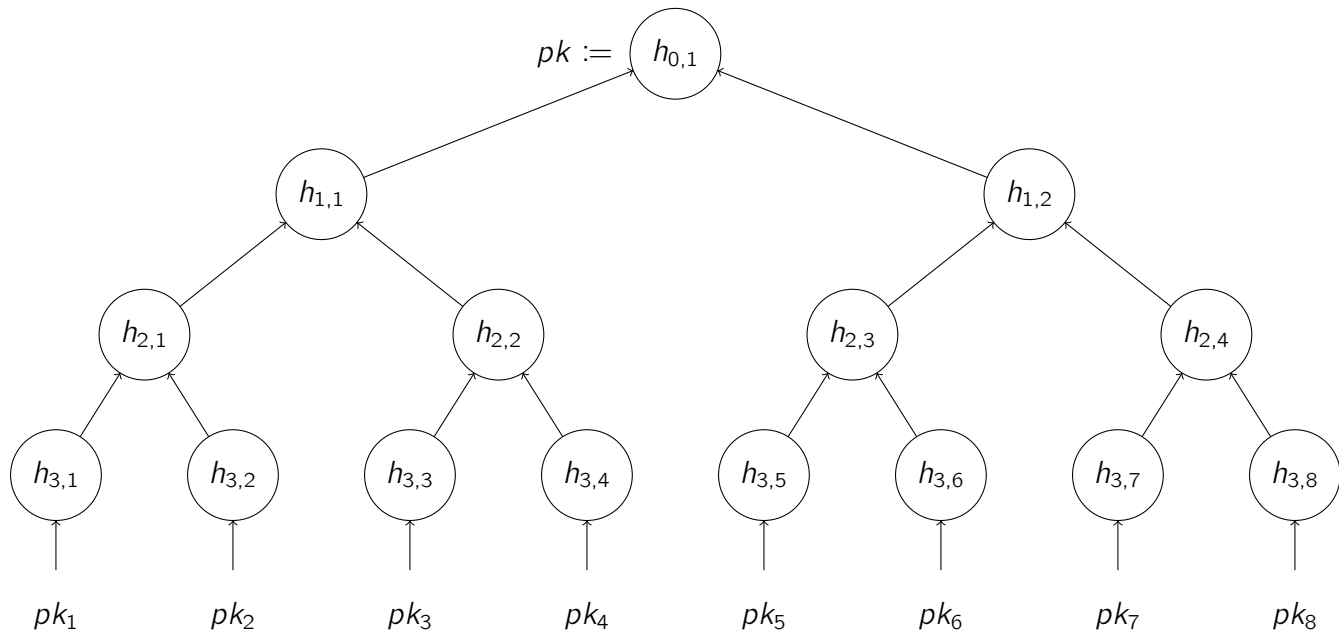 pk := h0,1
h1,1 h1,2
h2,1 h2,2 h2,3 h2,4
h3,1 h3,2 h3,3 h3,4 h3,5 h3,6 h3,7 h3,8
pk1 pk2 pk3 pk4 pk5 pk6 pk7 pk8